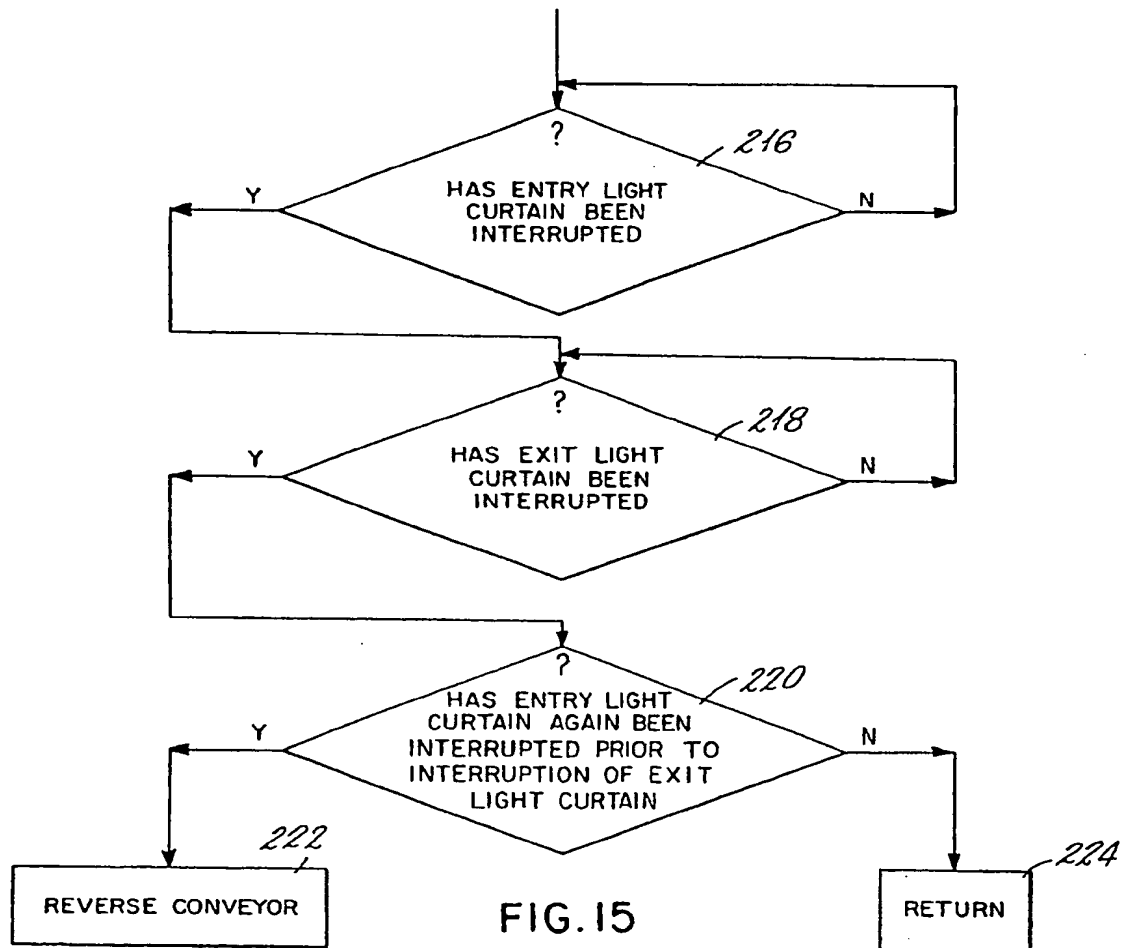 ?
216
HAS ENTRY LIGHT
CURTAIN BEEN
INTERRUPTED
Y
N
?
218
HAS EXIT LIGHT
CURTAIN BEEN
INTERRUPTED
Y
N
?
220
HAS ENTRY LIGHT
CURTAIN AGAIN BEEN
INTERRUPTED PRIOR TO
INTERRUPTION OF EXIT
LIGHT CURTAIN
Y
N
222
REVERSE CONVEYOR
224
RETURN
FIG.15